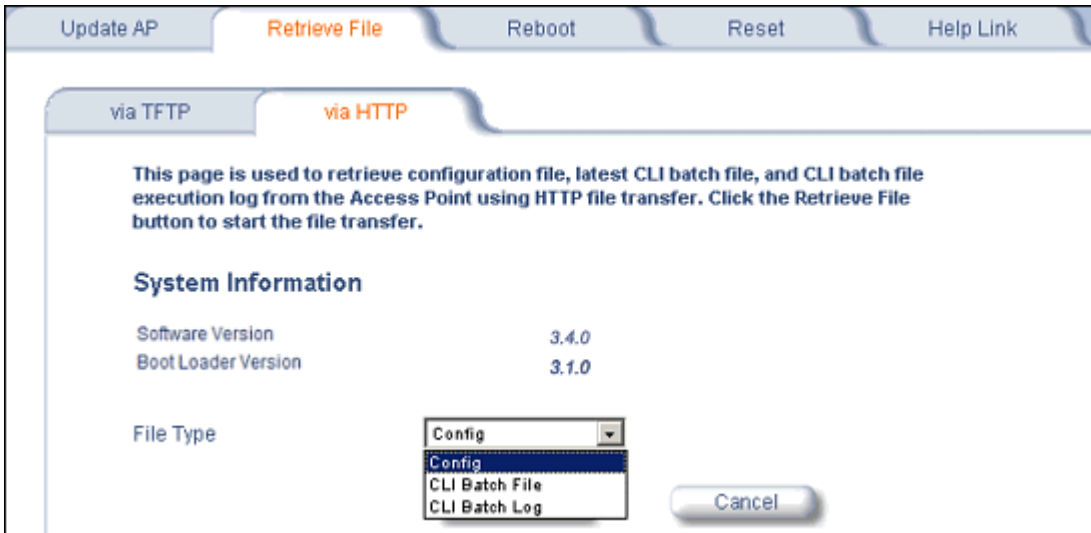 Update AP Retrieve File Reboot Reset Help Link
via TFTP via HTTP
This page is used to retrieve configuration file, latest CLI batch file, and CLI batch file
execution log from the Access Point using HTTP file transfer. Click the Retrieve File
button to start the file transfer.
System Information
Software Version 3.4.0
Boot Loader Version 3.1.0
File Type Config
Config
CLI Batch File
CLI Batch Log
Cancel